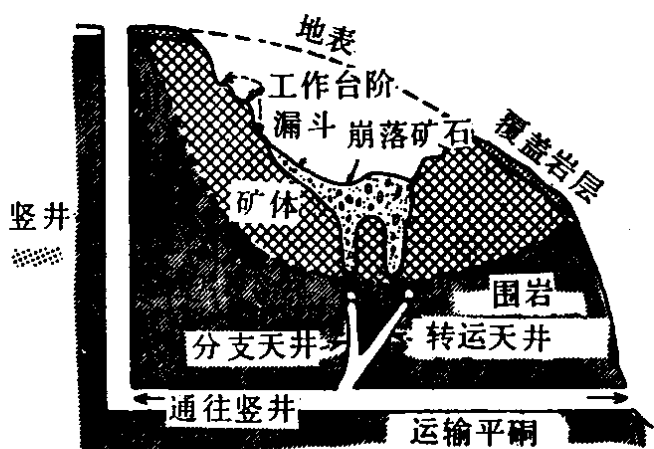 地表
工作台阶
漏斗
崩落矿石
覆盖岩层
矿体
竖井
围岩
分支天井
转运天井
通往竖井
运输平硐